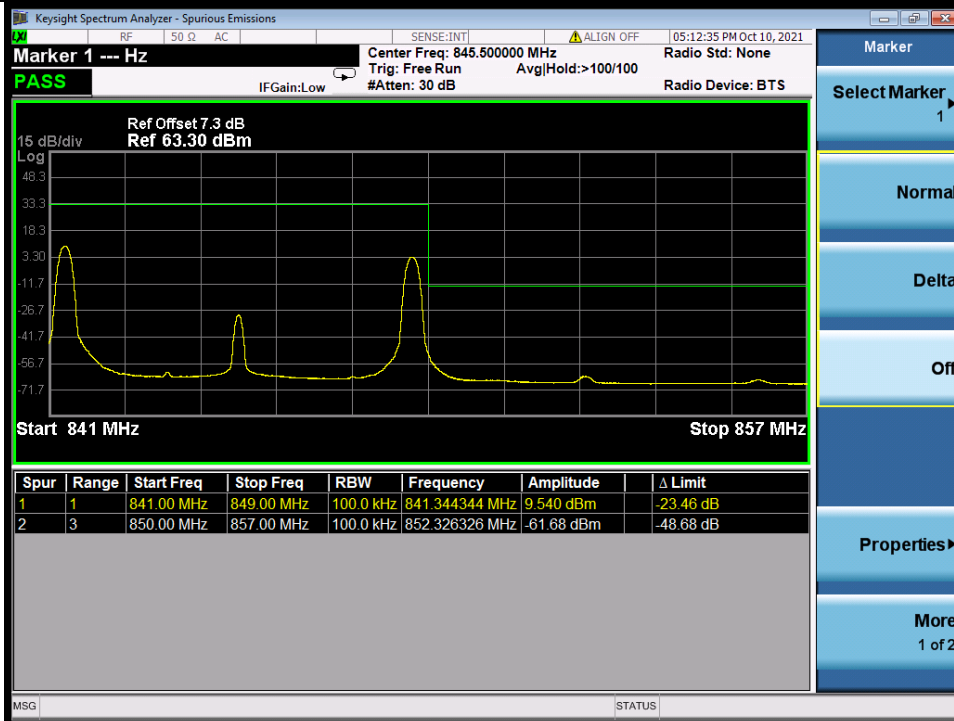 Keysight Spectrum Analyzer - Spurious Emissions
LXI RF 50 Ω AC SENSE:INT ALIGN OFF 05:12:35 PM Oct 10, 2021
Marker 1 --- Hz Center Freq: 845.500000 MHz Radio Std: None
Trig: Free Run Avg|Hold:>100/100
PASS IFGain:Low #Atten: 30 dB Radio Device: BTS
Ref Offset 7.3 dB
15 dB/div Ref 63.30 dBm
Log
48.3
33.3
18.3
3.30
-11.7
-26.7
-41.7
-56.7
-71.7
Start 841 MHz Stop 857 MHz
Spur Range Start Freq Stop Freq RBW Frequency Amplitude Δ Limit
1 1 841.00 MHz 849.00 MHz 100.0 kHz 841.344344 MHz 9.540 dBm -23.46 dB
2 3 850.00 MHz 857.00 MHz 100.0 kHz 852.326326 MHz -61.68 dBm -48.68 dB
MSG STATUS
Marker
Select Marker
1
Normal
Delta
Off
Properties
More
1 of 2